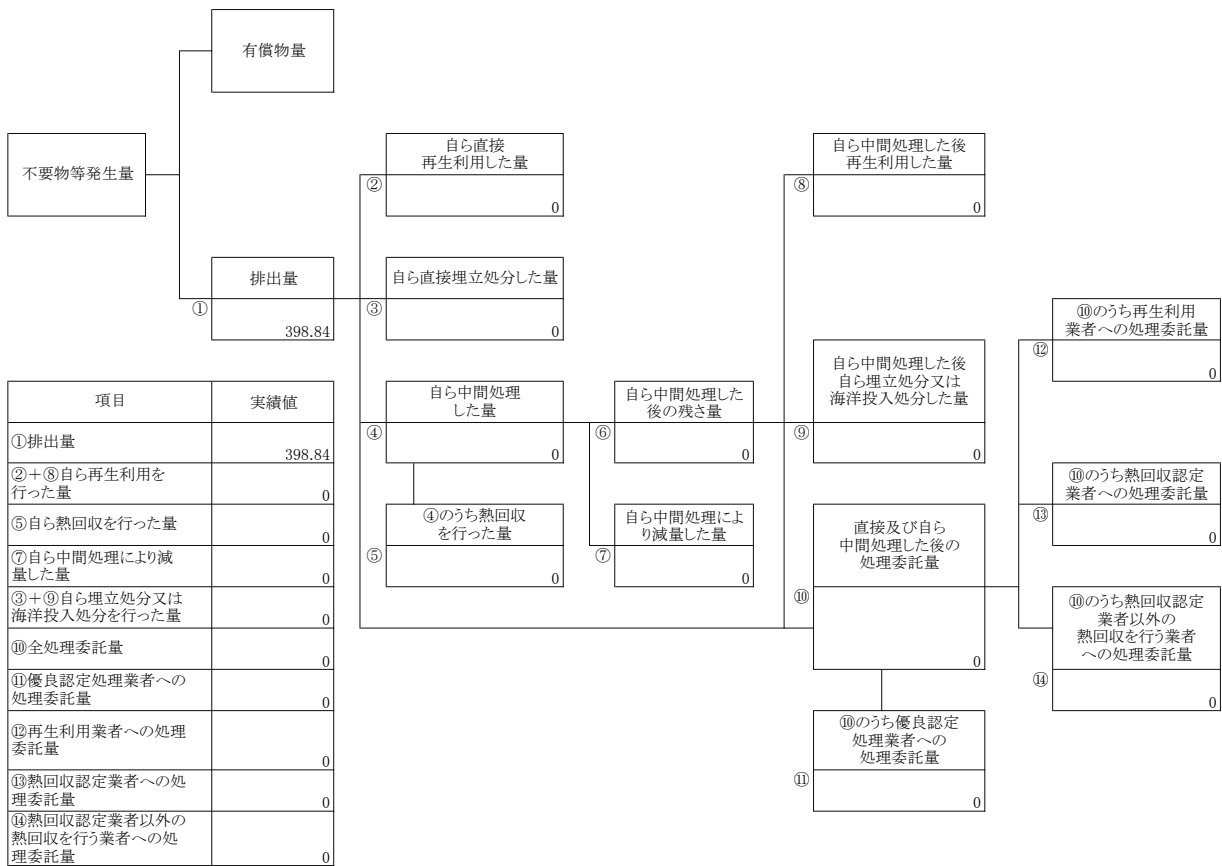 有償物量
不要物等発生量
自ら直接
再生利用した量
②
0
自ら中間処理した後
再生利用した量
⑧
0
排出量
①
398.84
自ら直接埋立処分した量
③
0
⑩のうち再生利用
業者への処理委託量
⑫
0
自ら中間処理
した量
④
0
自ら中間処理した
後の残さ量
⑥
0
自ら中間処理した後
自ら埋立処分又は
海洋投入処分した量
⑨
0
⑩のうち熱回収認定
業者への処理委託量
⑬
0
④のうち熱回収
を行った量
⑤
0
自ら中間処理によ
り減量した量
⑦
0
直接及び自ら
中間処理した後の
処理委託量
⑩
0
⑩のうち熱回収認定
業者以外の
熱回収を行う業者
への処理委託量
⑭
0
⑩のうち優良認定
処理業者への
処理委託量
⑪
0
項目 実績値
①排出量 398.84
②＋⑧自ら再生利用を
行った量 0
⑤自ら熱回収を行った量 0
⑦自ら中間処理により減
量した量 0
③＋⑨自ら埋立処分又は
海洋投入処分を行った量 0
⑩全処理委託量 0
⑪優良認定処理業者への
処理委託量 0
⑫再生利用業者への処理
委託量 0
⑬熱回収認定業者への処
理委託量 0
⑭熱回収認定業者以外の
熱回収を行う業者への処
理委託量 0